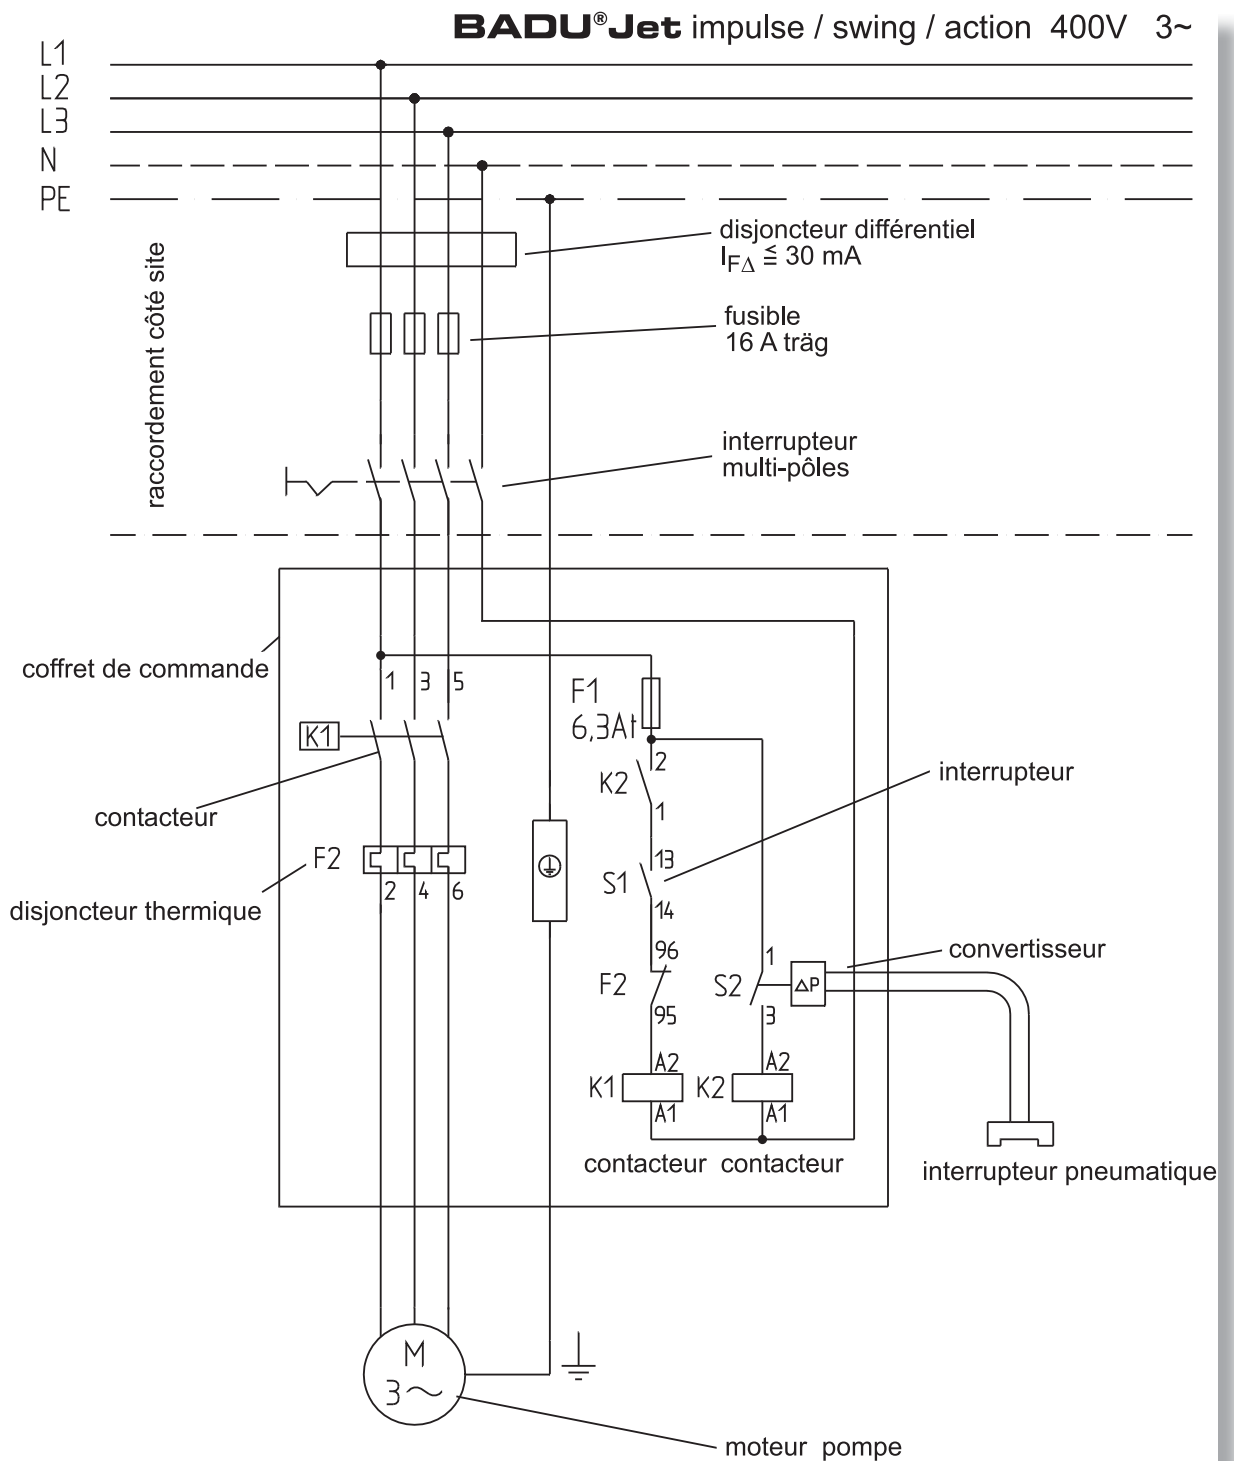 BADU®Jet impulse / swing / action 400V 3~
L1
L2
L3
N
PE
raccordement côté site
disjoncteur différentiel
IF∆ ≦ 30 mA
fusible
16 A träg
interrupteur
multi-pôles
coffret de commande
1 3 5
F1
6,3At
K1
2
K2
1
interrupteur
contacteur
F2
13
S1
14
2 4 6
disjoncteur thermique
96
F2
95
1
S2
3
∆P
convertisseur
A2
K1
A1
A2
K2
A1
contacteur contacteur
interrupteur pneumatique
M
3~
moteur pompe